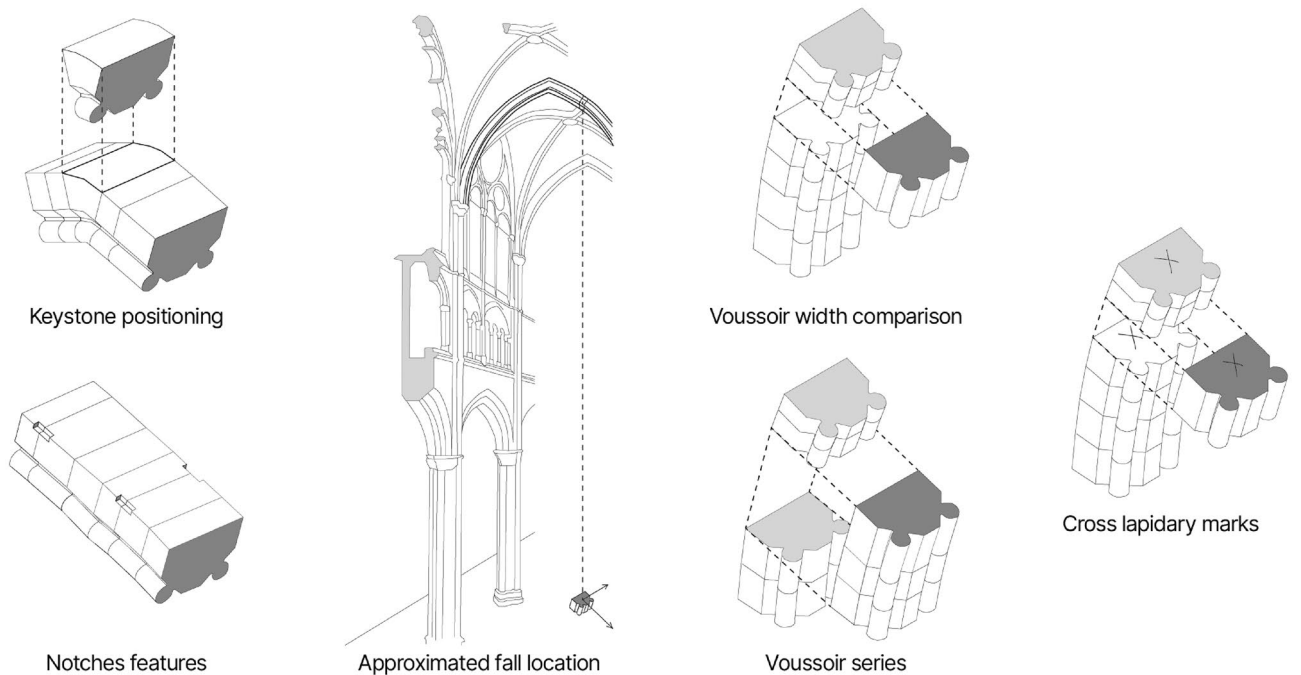 Keystone positioning
Voussoir width comparison
Cross lapidary marks
Notches features
Approximated fall location
Voussoir series